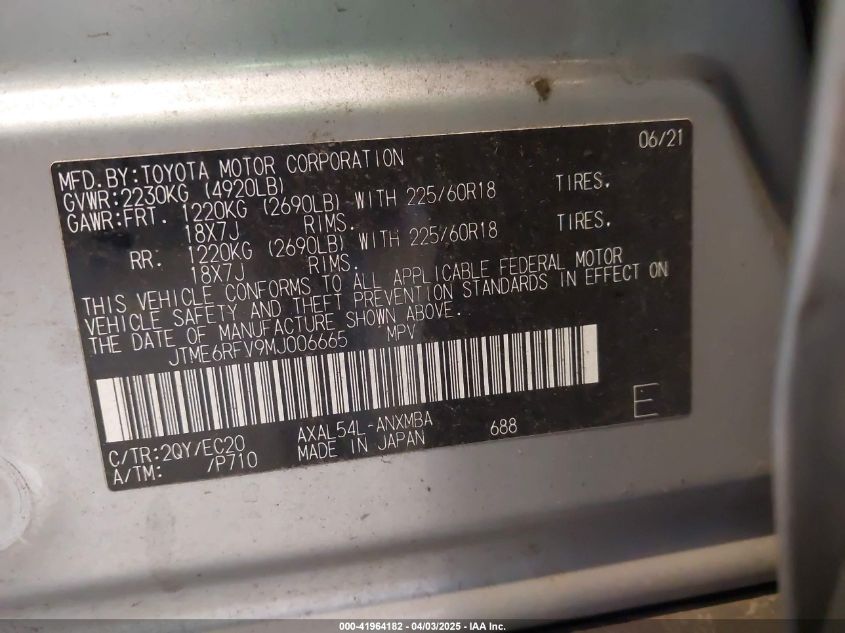 06/21
MFD. BY:TOYOTA MOTOR CORPORATION
GVWR:2230KG (4920LB)
GAWR:FRT. 1220KG (2690LB) WITH 225/60R18 TIRES,
18X7J RIMS.
RR. 1220KG (2690LB) WITH 225/60R18 TIRES,
18X7J RIMS.
THIS VEHICLE CONFORMS TO ALL APPLICABLE FEDERAL MOTOR
VEHICLE SAFETY AND THEFT PREVENTION STANDARDS IN EFFECT ON
THE DATE OF MANUFACTURE SHOWN ABOVE.
JTME6RFV9MJ006665 MPV
C/TR:2QY/EC20 AXAL54L-ANXMBA 688 E
A/TM: /P710 MADE IN JAPAN
000-41964182 - 04/03/2025 - IAA Inc.